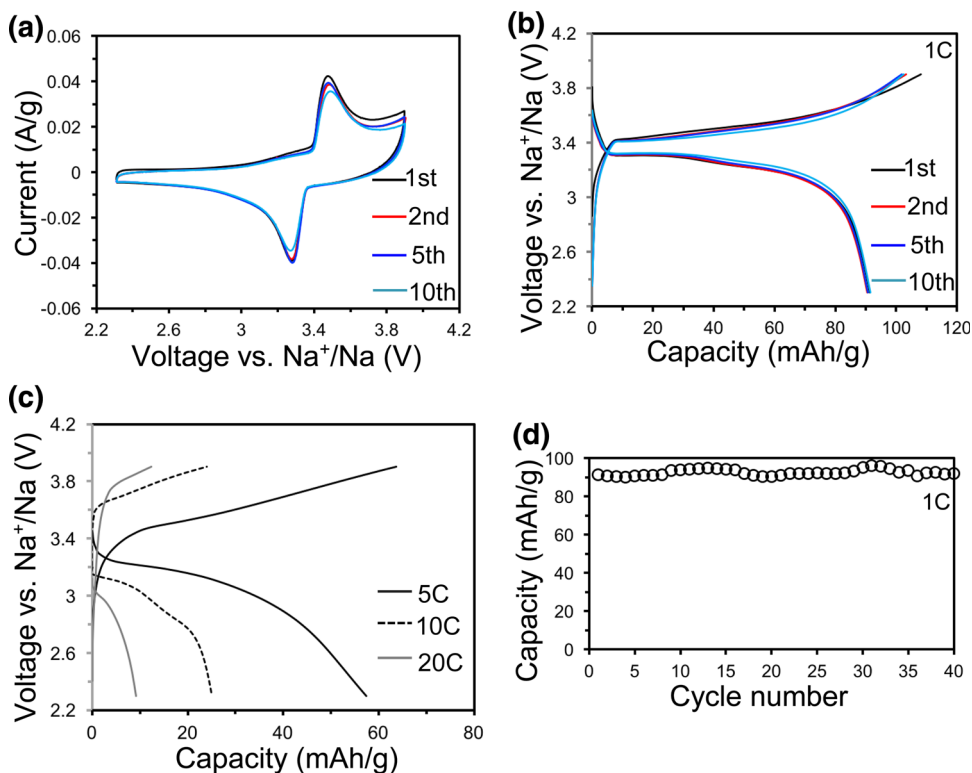 (a)
Current (A/g)
0.06
0.04
0.02
0
-0.02
-0.04
-0.06
2.2 2.6 3 3.4 3.8 4.2
Voltage vs. Na⁺/Na (V)
1st
2nd
5th
10th
(b)
1C
Voltage vs. Na⁺/Na (V)
4.2
3.8
3.4
3
2.6
2.2
0 20 40 60 80 100 120
Capacity (mAh/g)
1st
2nd
5th
10th
(c)
Voltage vs. Na⁺/Na (V)
4.2
3.8
3.4
3
2.6
2.2
0 20 40 60 80
Capacity (mAh/g)
5C
10C
20C
(d)
Capacity (mAh/g)
100
80
60
40
20
0
1C
0 5 10 15 20 25 30 35 40
Cycle number